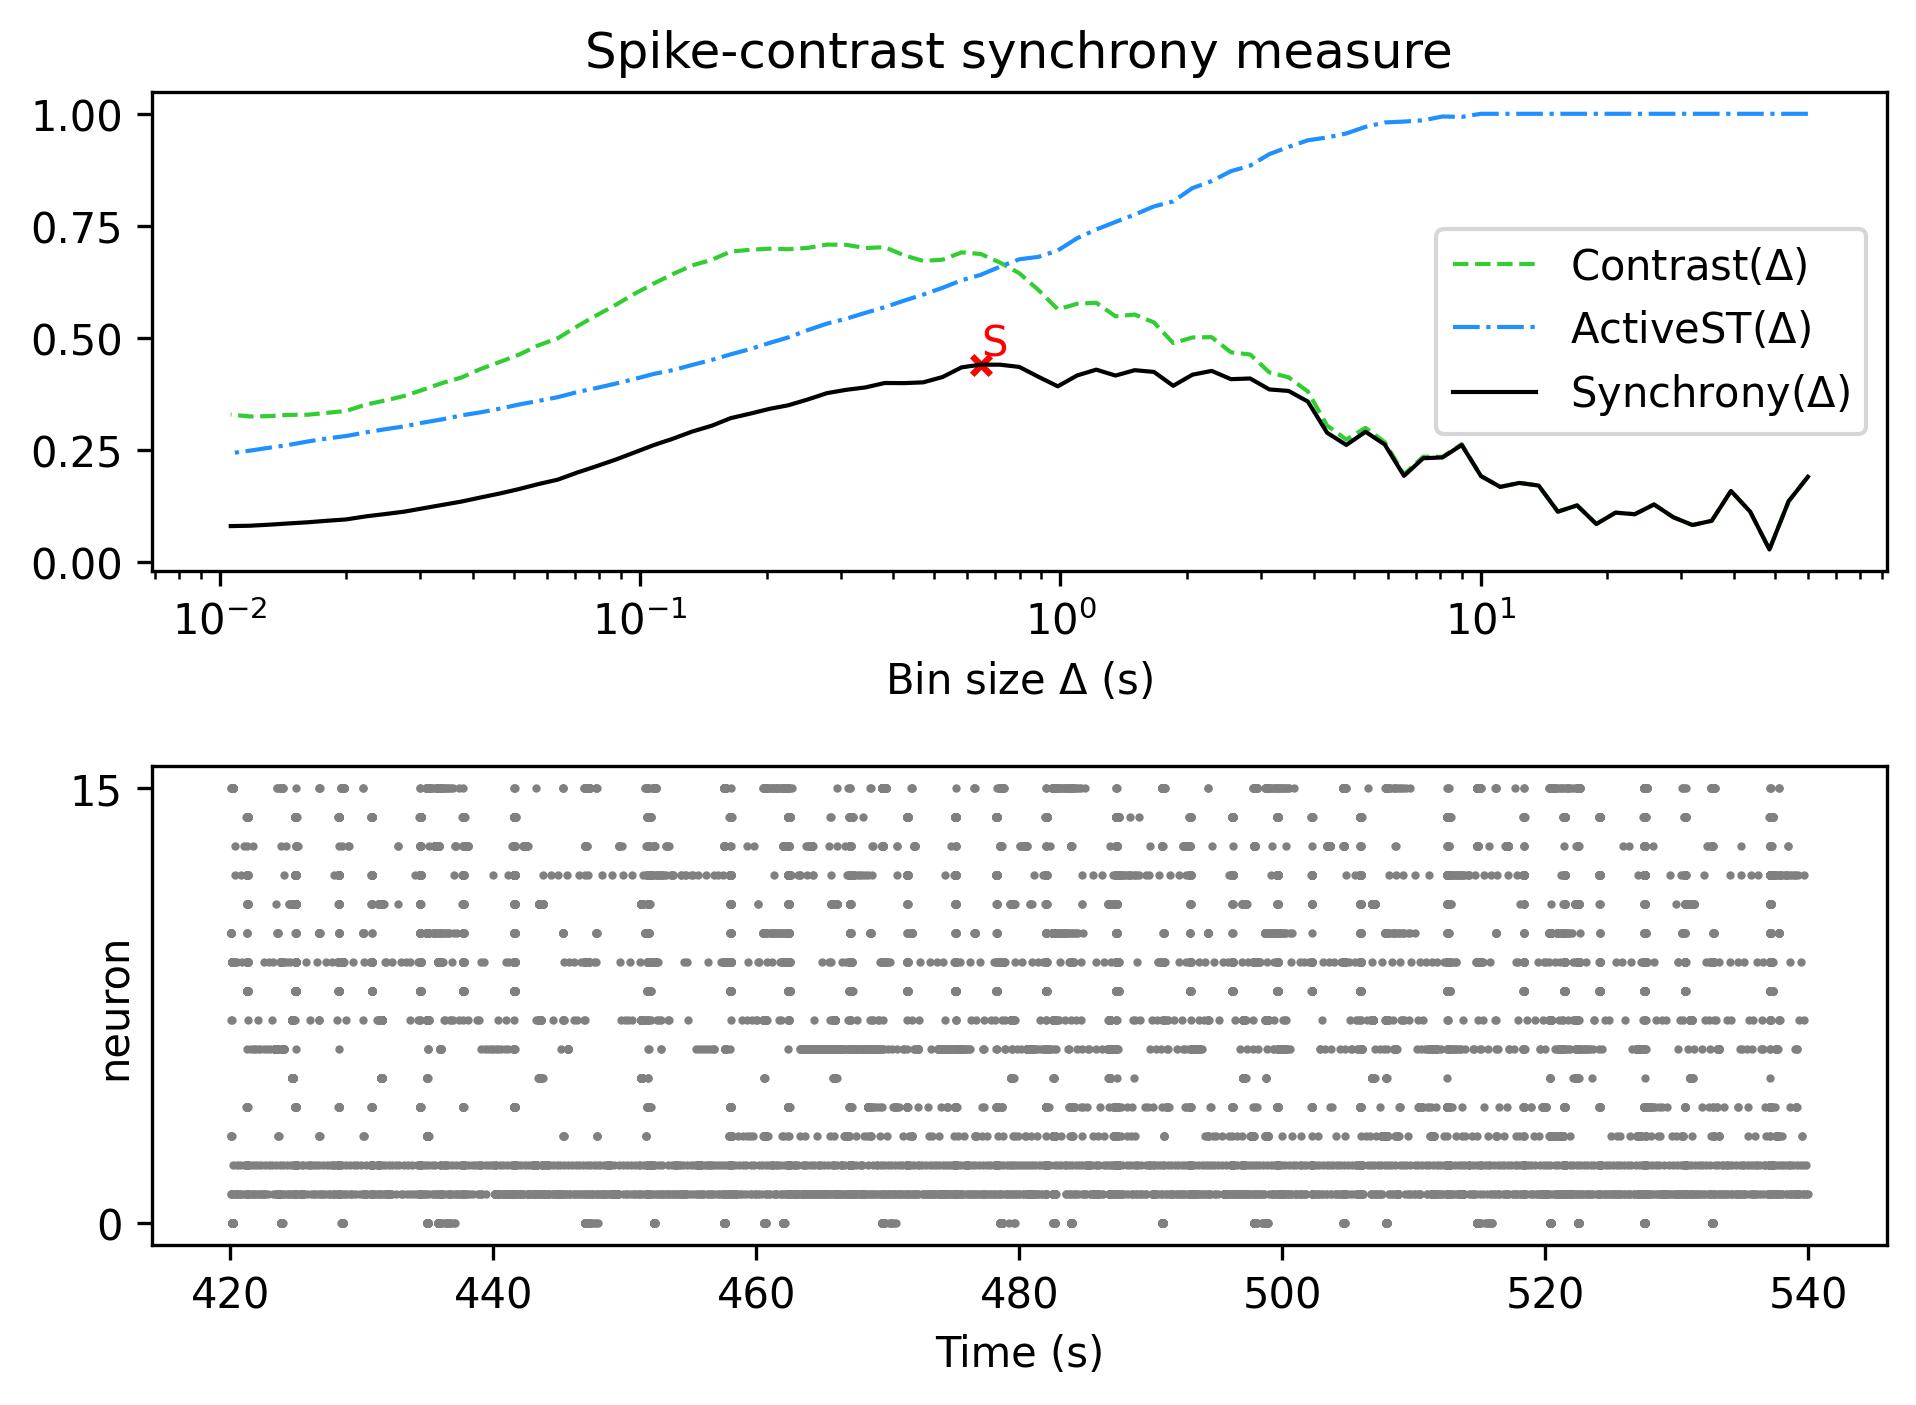 Spike-contrast synchrony measure
1.00
0.75
0.50
0.25
0.00
S
Contrast(Δ)
ActiveST(Δ)
Synchrony(Δ)
10⁻² 10⁻¹ 10⁰ 10¹
Bin size Δ (s)
15
neuron
0
420 440 460 480 500 520 540
Time (s)